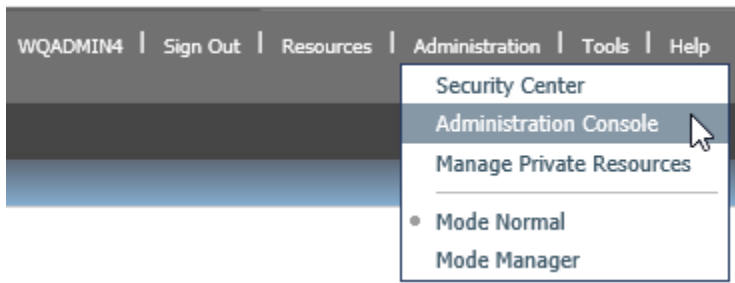 WQADMIN4 | Sign Out | Resources | Administration | Tools | Help
Security Center
Administration Console
Manage Private Resources
Mode Normal
Mode Manager